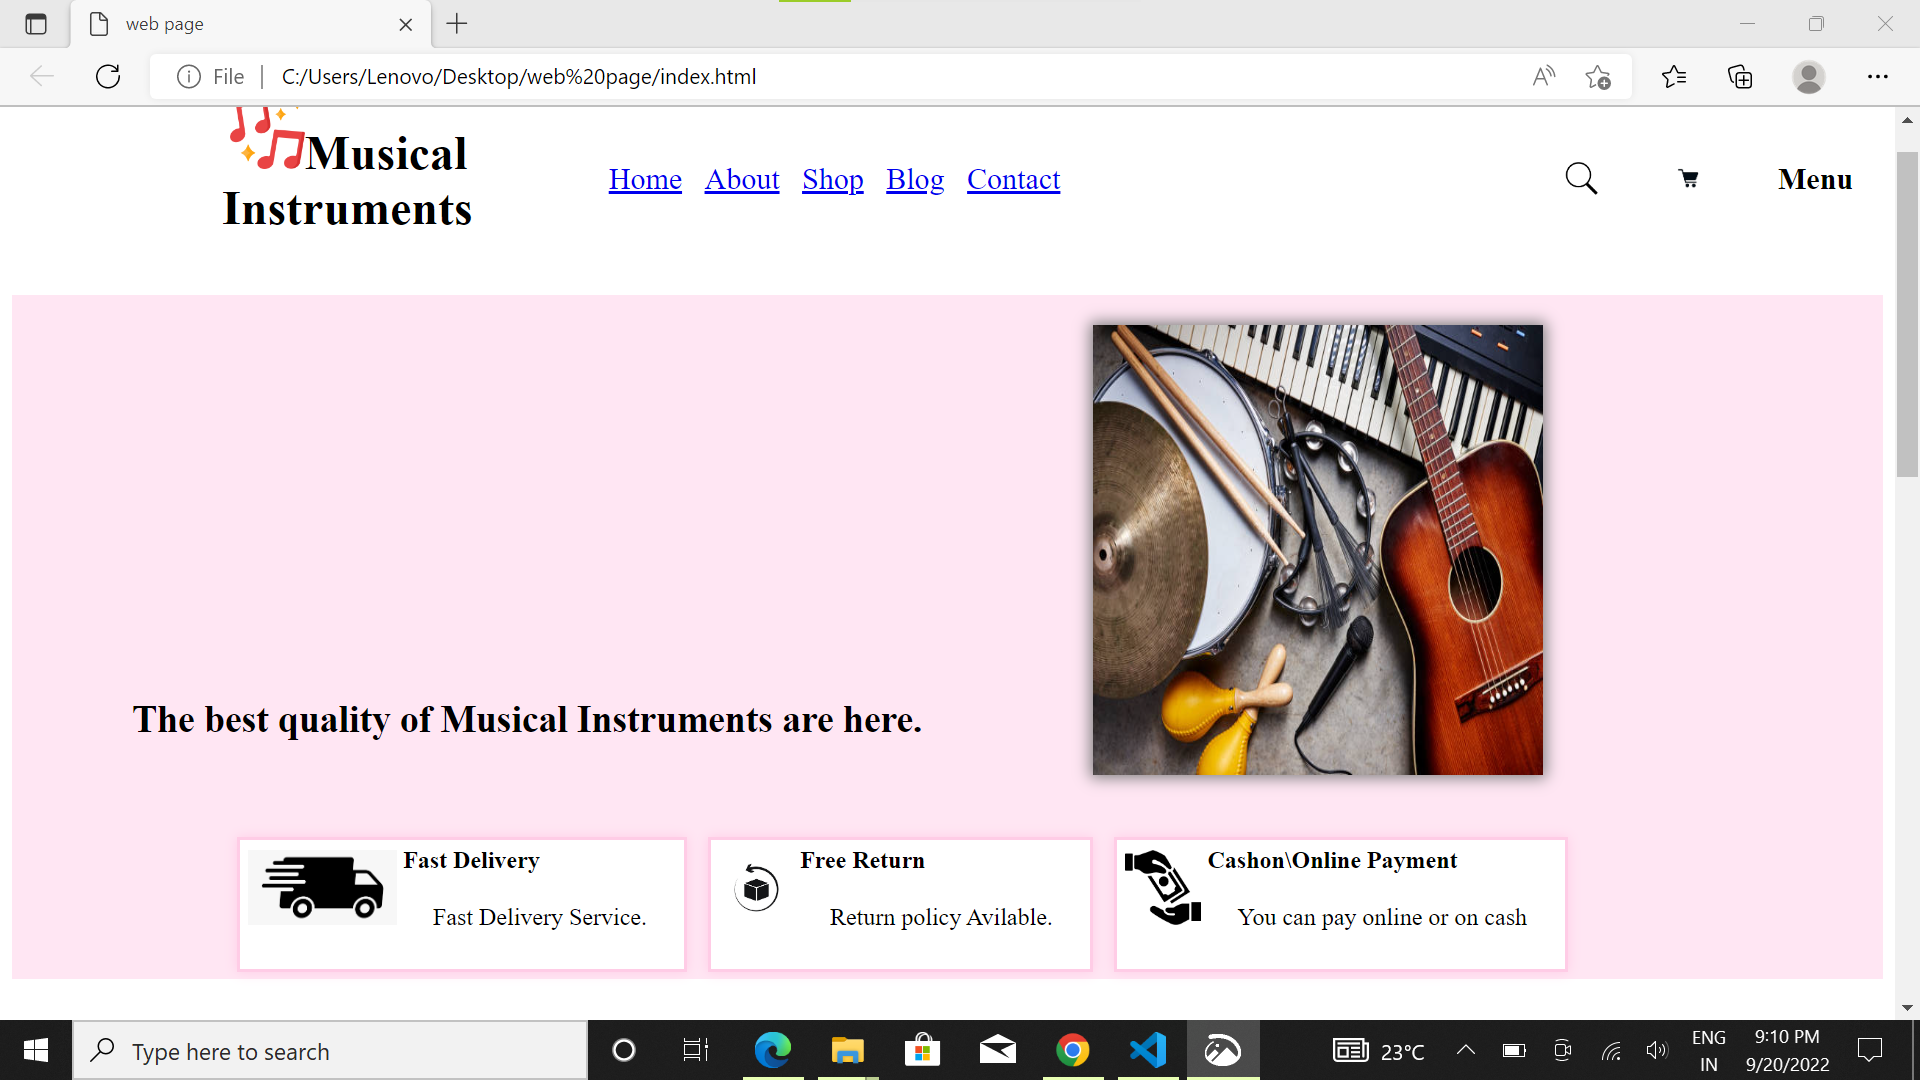 web page
File
C:/Users/Lenovo/Desktop/web%20page/index.html
Musical
Instruments
Home About Shop Blog Contact
Menu
The best quality of Musical Instruments are here.
Fast Delivery
Fast Delivery Service.
Free Return
Return policy Avilable.
Cashon\Online Payment
You can pay online or on cash
Type here to search
23°C
ENG
IN
9:10 PM
9/20/2022